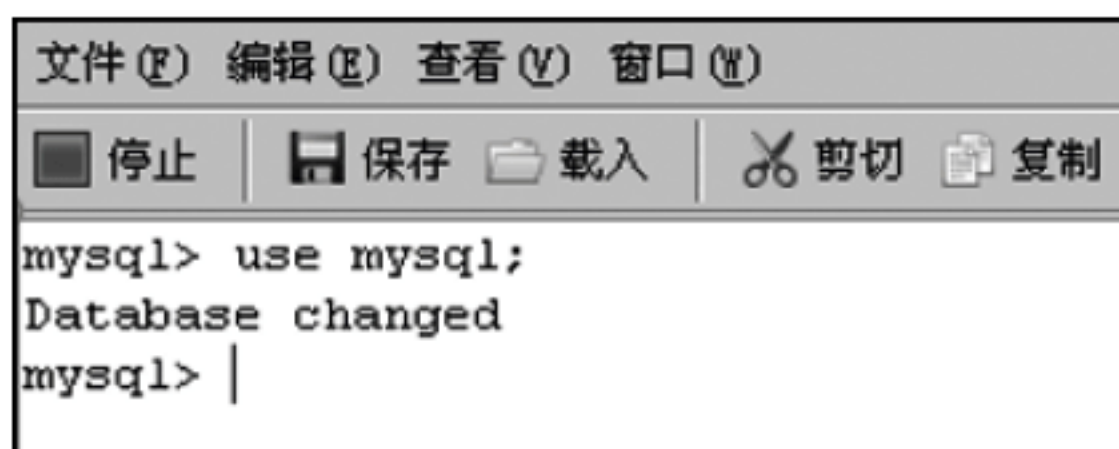 文件(F) 编辑(E) 查看(V) 窗口(W)
停止 保存 载入 剪切 复制
mysql> use mysql;
Database changed
mysql>